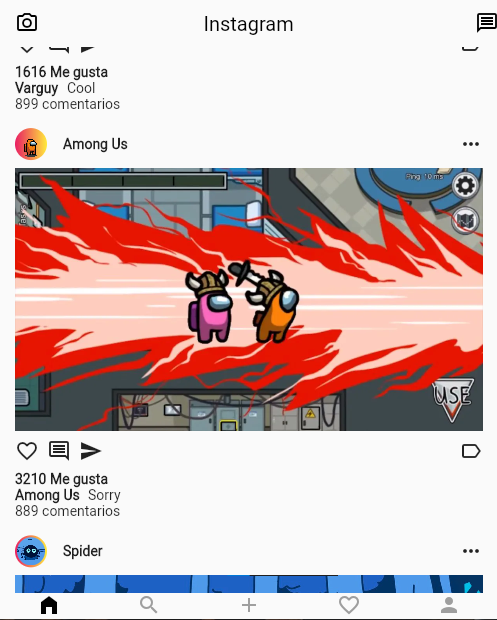 Instagram
1616 Me gusta
Varguy Cool
899 comentarios
Among Us
Ping: 10 ms
USE
3210 Me gusta
Among Us Sorry
889 comentarios
Spider